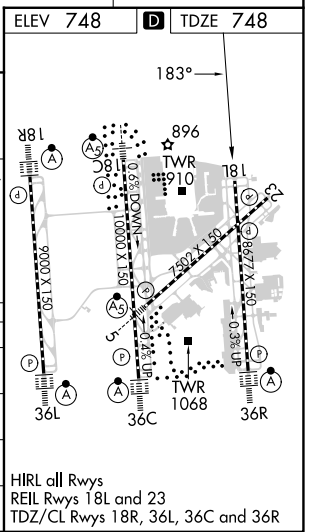 ELEV 748
D
TDZE 748
183°
18R
A
A5
18C
896
TWR
910
18L
23
P
P
0.6% DOWN
P
P
9000 X 150
10000 X 150
7502 X 150
8677 X 150
A5
P
5
0.4% UP
0.3% UP
P
P
P
36L
A
A
36C
TWR
1068
36R
A
HIRL all Rwys
REIL Rwys 18L and 23
TDZ/CL Rwys 18R, 36L, 36C and 36R